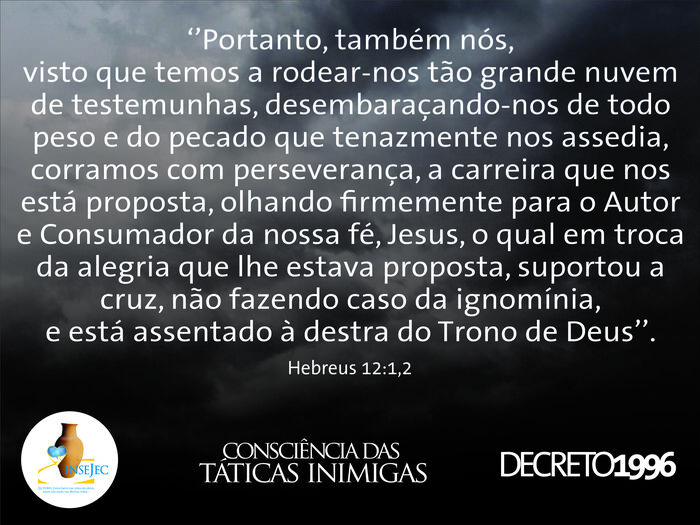 ‘’Portanto, também nós,
visto que temos a rodear-nos tão grande nuvem
de testemunhas, desembaraçando-nos de todo
peso e do pecado que tenazmente nos assedia,
corramos com perseverança, a carreira que nos
está proposta, olhando firmemente para o Autor
e Consumador da nossa fé, Jesus, o qual em troca
da alegria que lhe estava proposta, suportou a
cruz, não fazendo caso da ignomínia,
e está assentado à destra do Trono de Deus’’.
Hebreus 12:1,2
INSEJEC
CONSCIÊNCIA DAS
TÁTICAS INIMIGAS
DECRETO1996